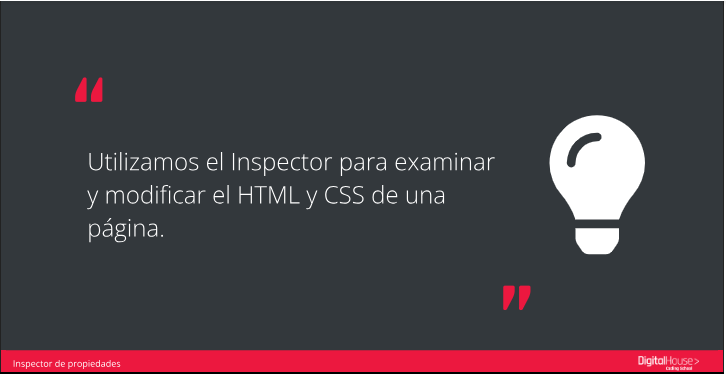 “
Utilizamos el Inspector para examinar
y modificar el HTML y CSS de una
página.
”
Inspector de propiedades
DigitalHouse>
Coding School